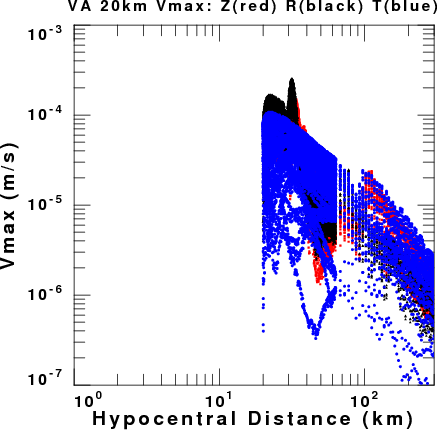 VA 20km Vmax: Z(red) R(black) T(blue)
10^-3
10^-4
10^-5
10^-6
10^-7
Vmax (m/s)
10^0 10^1 10^2
Hypocentral Distance (km)